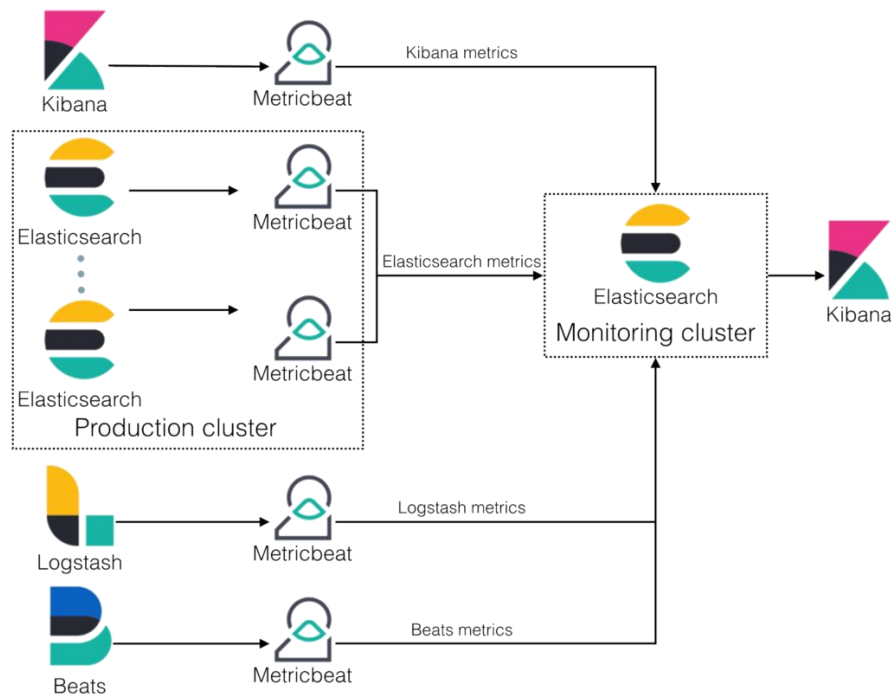 Kibana
Metricbeat
Kibana metrics
Elasticsearch
Metricbeat
Elasticsearch metrics
Elasticsearch
Metricbeat
Production cluster
Elasticsearch
Monitoring cluster
Kibana
Logstash
Metricbeat
Logstash metrics
Beats
Metricbeat
Beats metrics